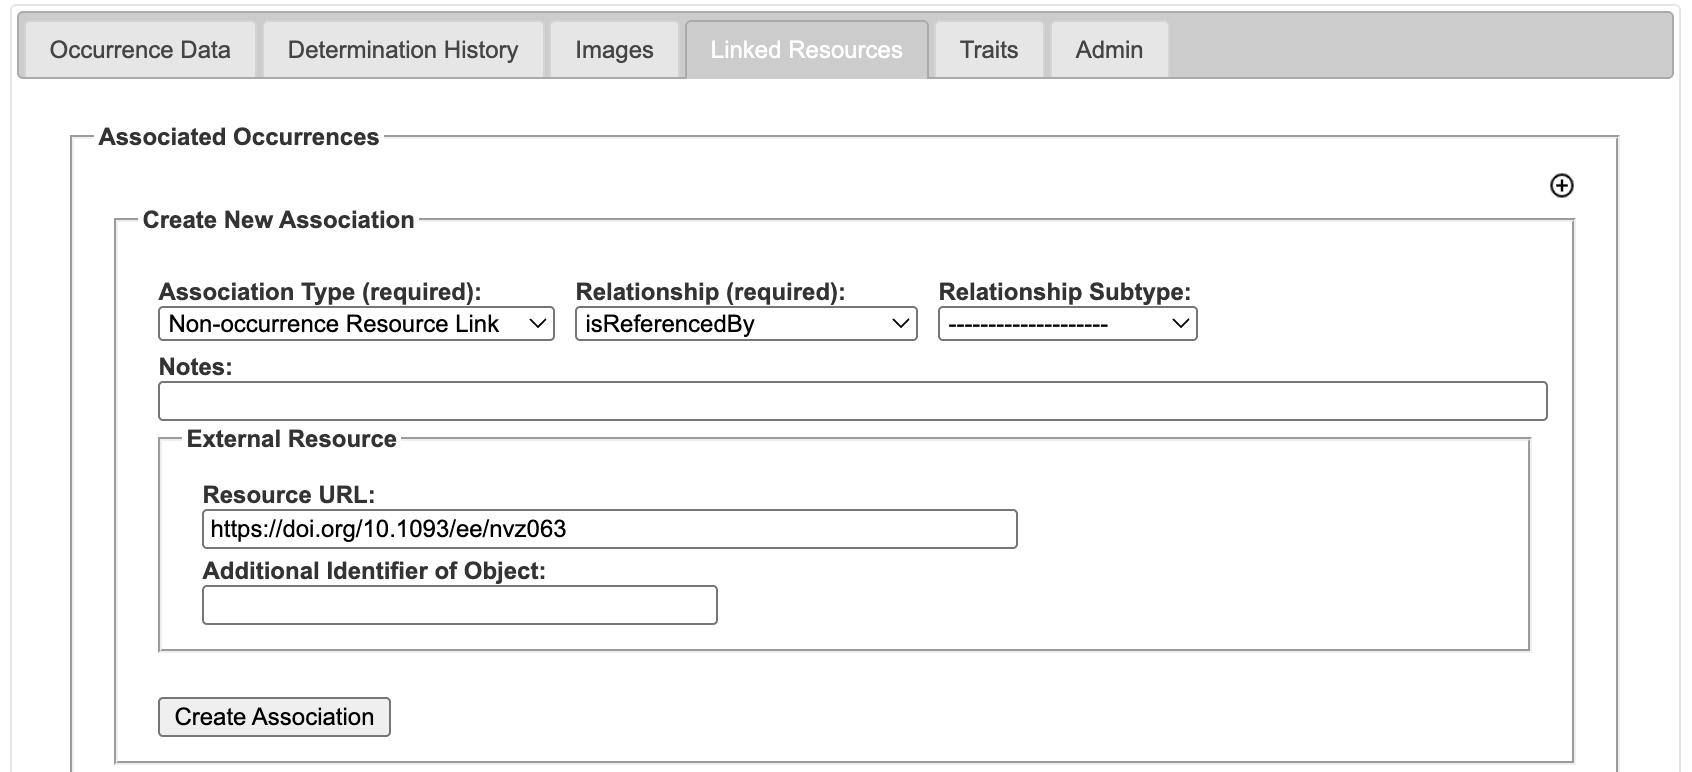 Occurrence Data Determination History Images Linked Resources Traits Admin
Associated Occurrences
Create New Association
Association Type (required): Relationship (required): Relationship Subtype:
Non-occurrence Resource Link isReferencedBy --------------------
Notes:
External Resource
Resource URL:
https://doi.org/10.1093/ee/nvz063
Additional Identifier of Object:
Create Association